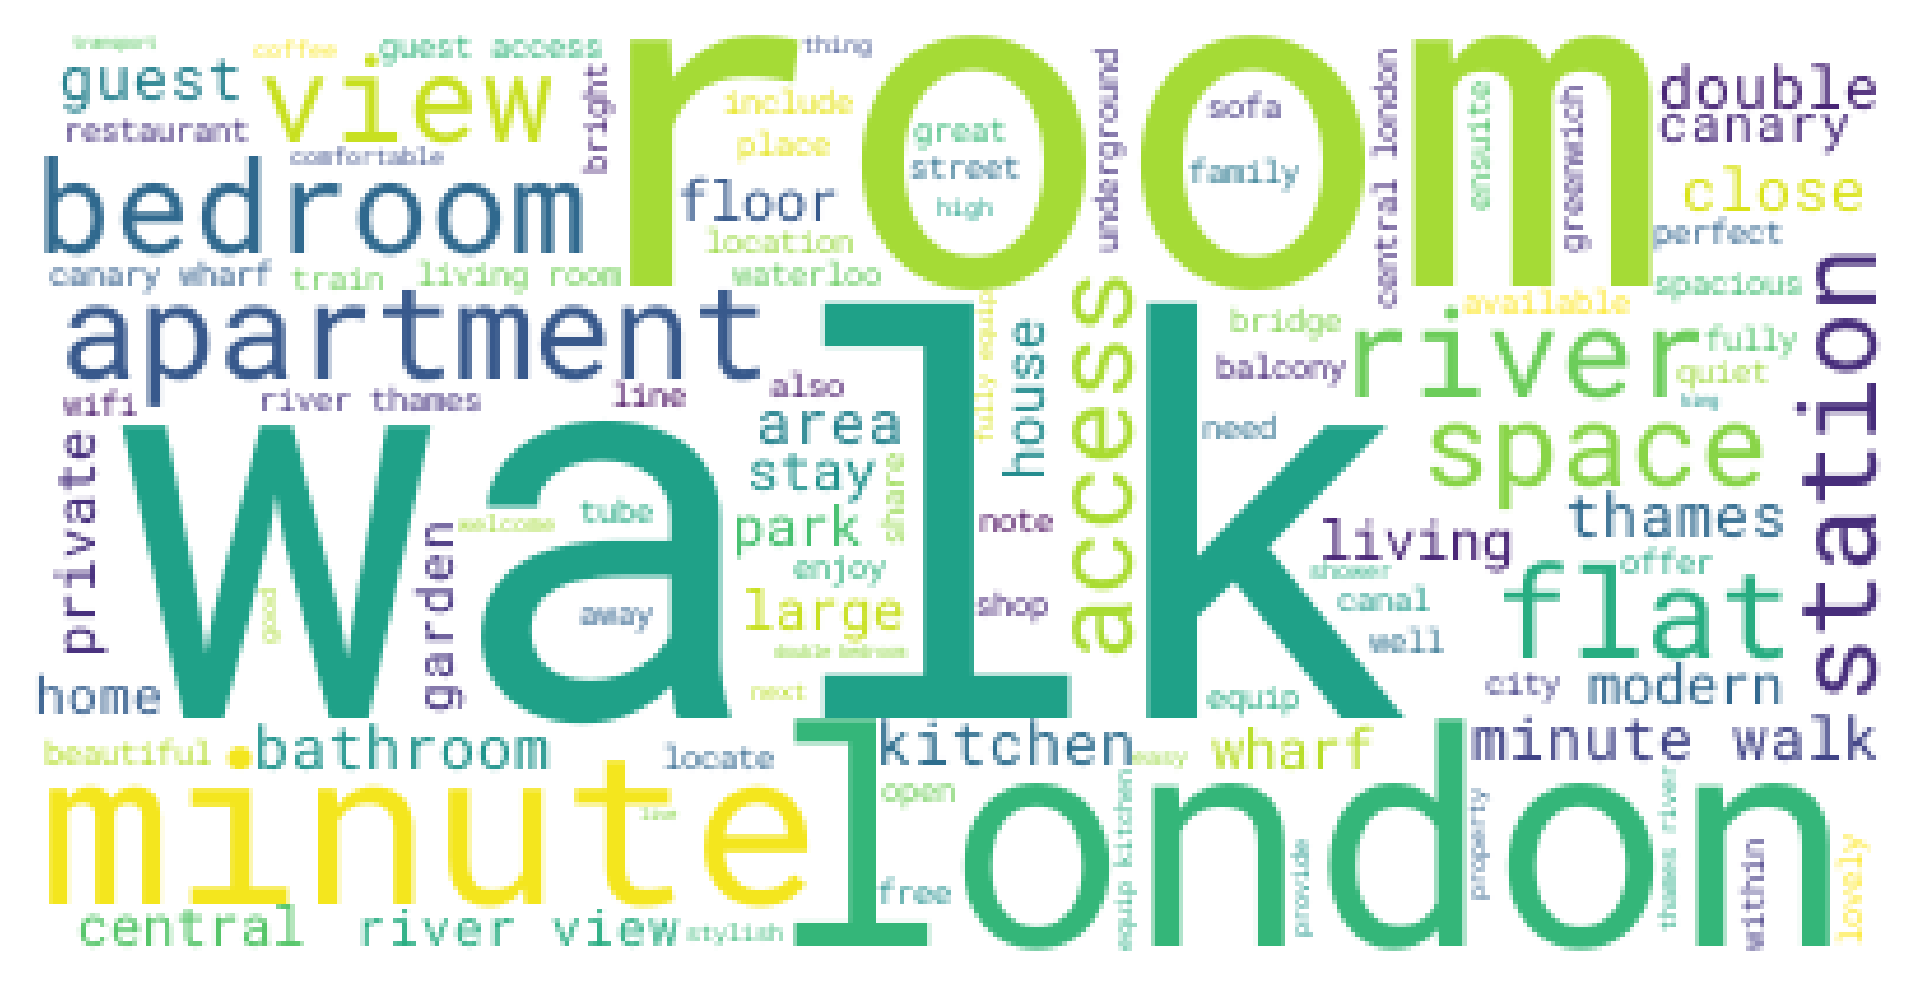 transport
coffee
guest access
thing
guest
view
bright
room
underground
central london
double
restaurant
include
great
sofa
ensuite
greenwich
canary
comfortable
place
street
family
close
bedroom
floor
high
perfect
canary wharf
train
living room
location
waterloo
spacious
apartment
fully equip
house
access
bridge
available
river
fully
station
wifi
river thames
line
also
balcony
quiet
king
private
walk
area
need
space
stay
share
garden
welcome
tube
park
note
living
thames
enjoy
shower
offer
good
away
large
shop
canal
flat
well
double bedroom
home
next
equip
city
modern
beautiful
bathroom
locate
kitchen
easy
wharf
minute walk
minute
live
london
open
equip kitchen
property
thames river
free
provide
within
lovely
central
river view
stylish